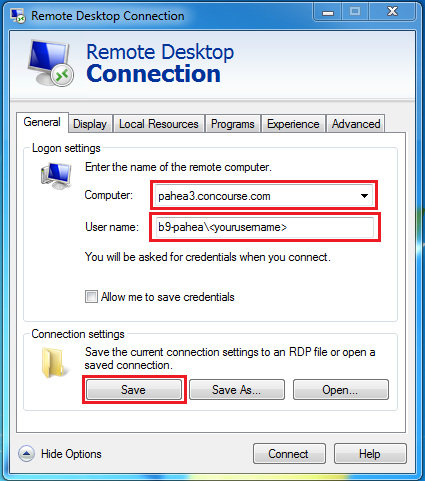 Remote Desktop Connection
Remote Desktop
Connection
General Display Local Resources Programs Experience Advanced
Logon settings
Enter the name of the remote computer.
Computer: pahea3.concourse.com
User name: b9-pahea\<yourusername>
You will be asked for credentials when you connect.
Allow me to save credentials
Connection settings
Save the current connection settings to an RDP file or open a
saved connection.
Save Save As... Open...
Hide Options Connect Help